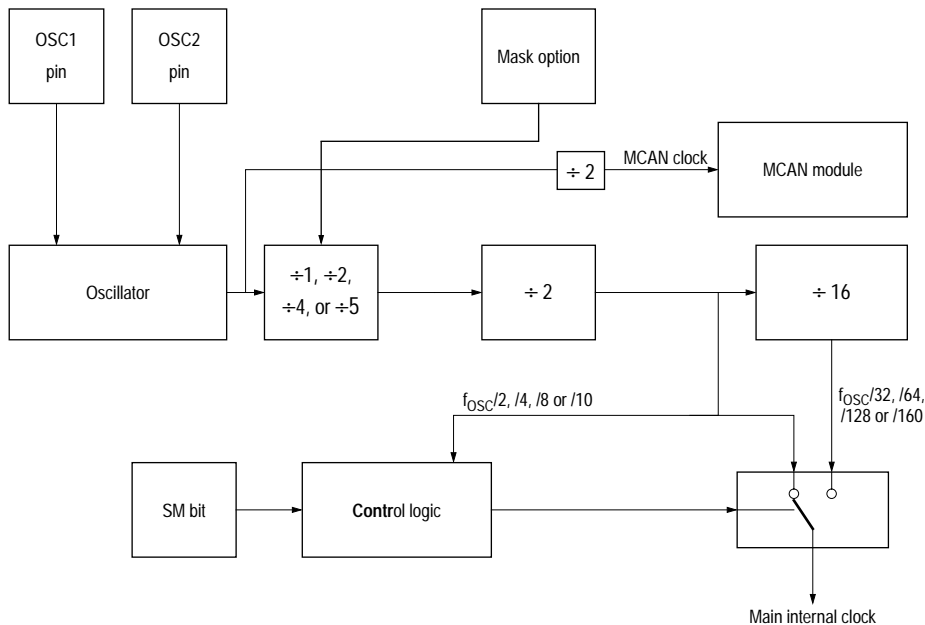 OSC1
pin
OSC2
pin
Mask option
MCAN clock
÷ 2
MCAN module
Oscillator
÷1, ÷2,
÷4, or ÷5
÷ 2
÷ 16
fOSC/2, /4, /8 or /10
fOSC/32, /64,
/128 or /160
SM bit
Control logic
Main internal clock